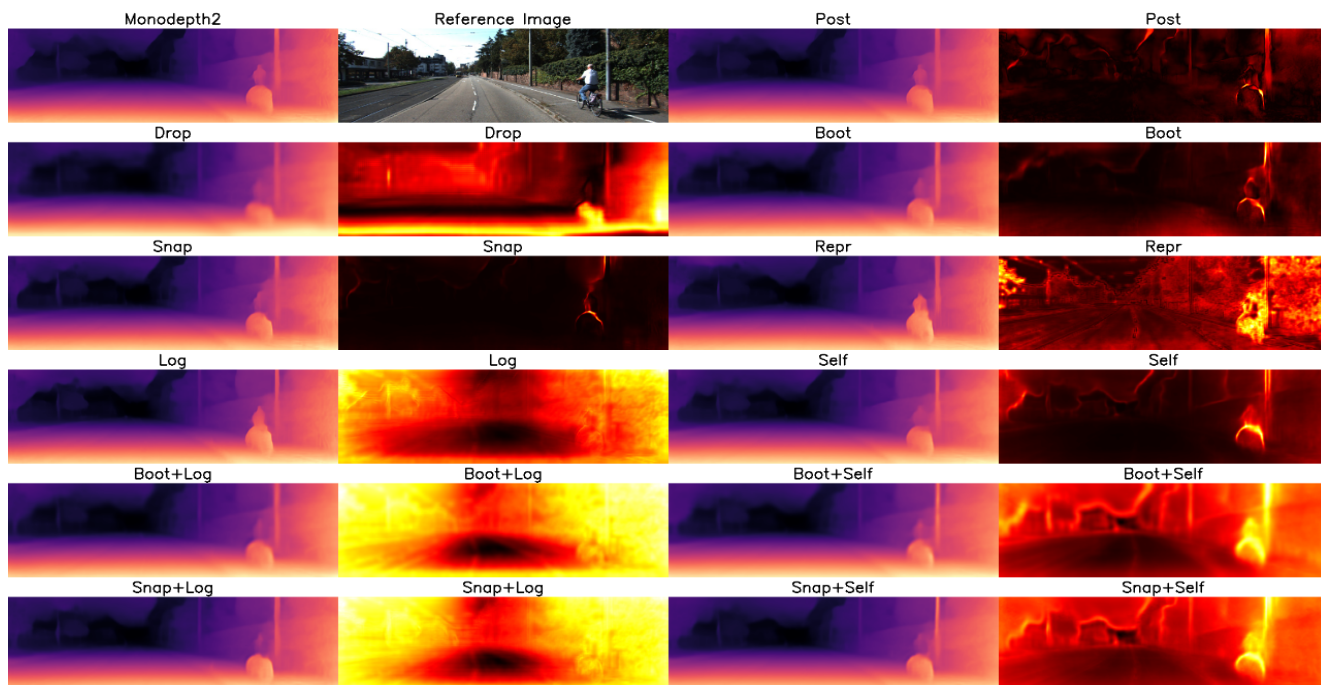 Monodepth2 Reference Image Post Post
Drop Drop Boot Boot
Snap Snap Repr Repr
Log Log Self Self
Boot+Log Boot+Log Boot+Self Boot+Self
Snap+Log Snap+Log Snap+Self Snap+Self